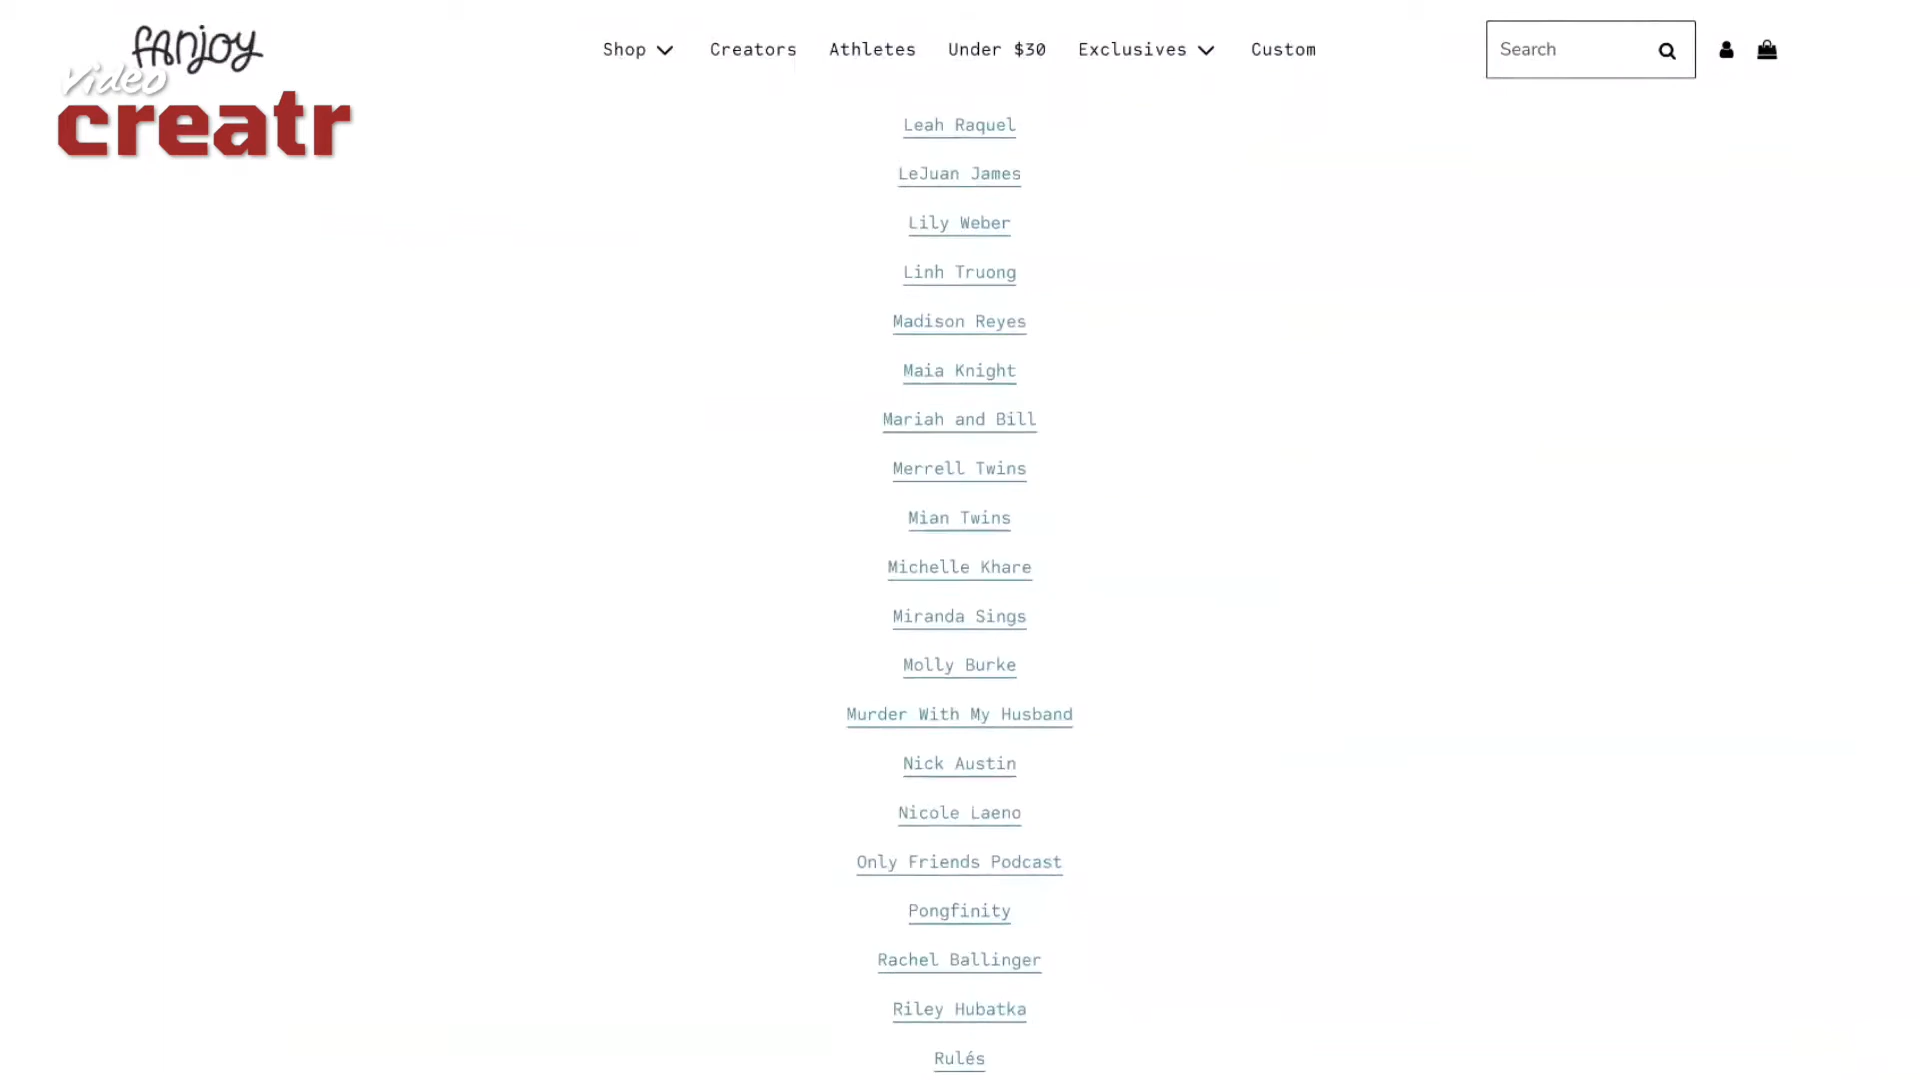 fanjoy
Video
creatr
Shop Creators Athletes Under $30 Exclusives Custom Search
Leah Raquel
LeJuan James
Lily Weber
Linh Truong
Madison Reyes
Maia Knight
Mariah and Bill
Merrell Twins
Mian Twins
Michelle Khare
Miranda Sings
Molly Burke
Murder With My Husband
Nick Austin
Nicole Laeno
Only Friends Podcast
Pongfinity
Rachel Ballinger
Riley Hubatka
Rulés